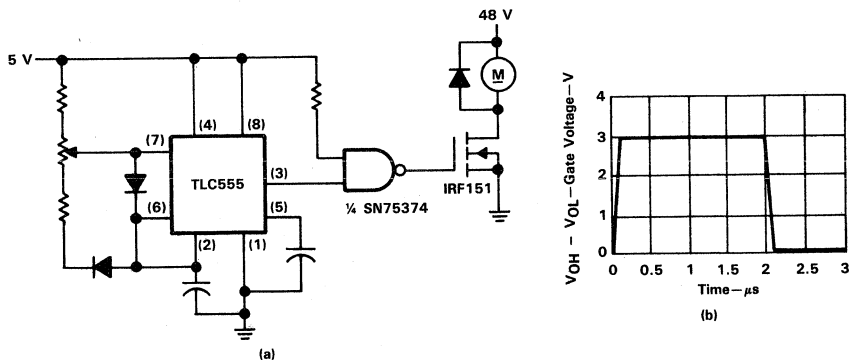 48 V
5 V
M
(4)
(8)
(7)
TLC555
(3)
(6)
(5)
(2)
(1)
¼ SN75374
IRF151
(a)
VOH – VOL–Gate Voltage–V
4
3
2
1
0
0 0.5 1 1.5 2 2.5 3
Time–μs
(b)